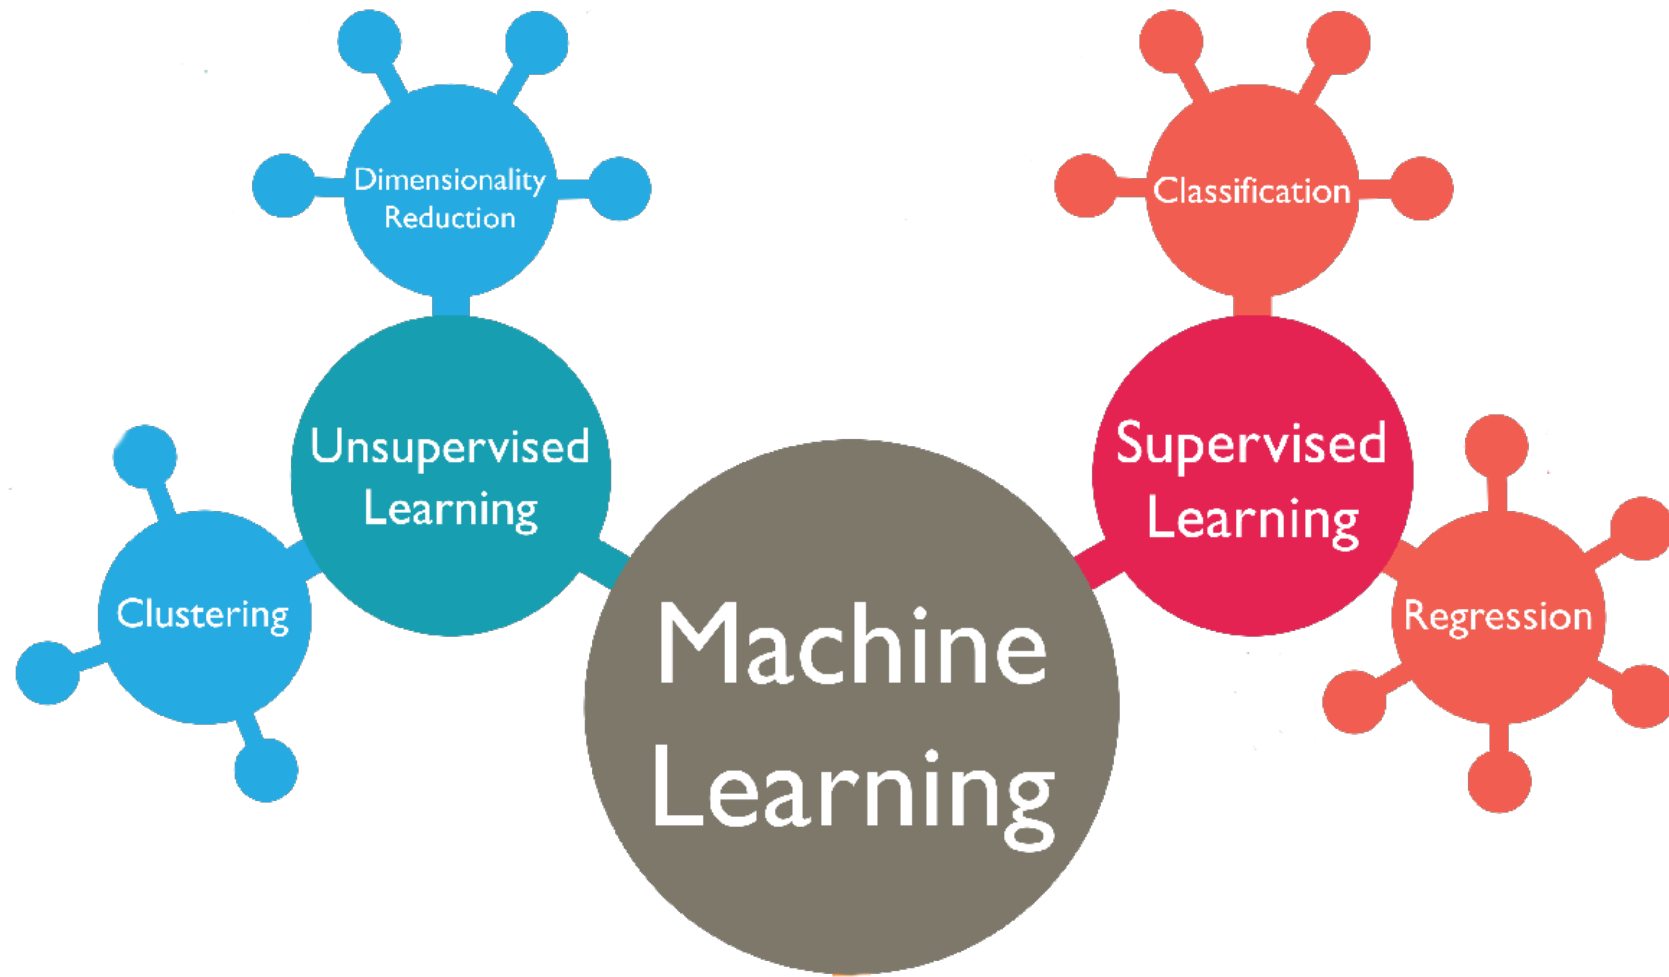 Dimensionality
Reduction
Classification
Unsupervised
Learning
Supervised
Learning
Clustering
Regression
Machine
Learning